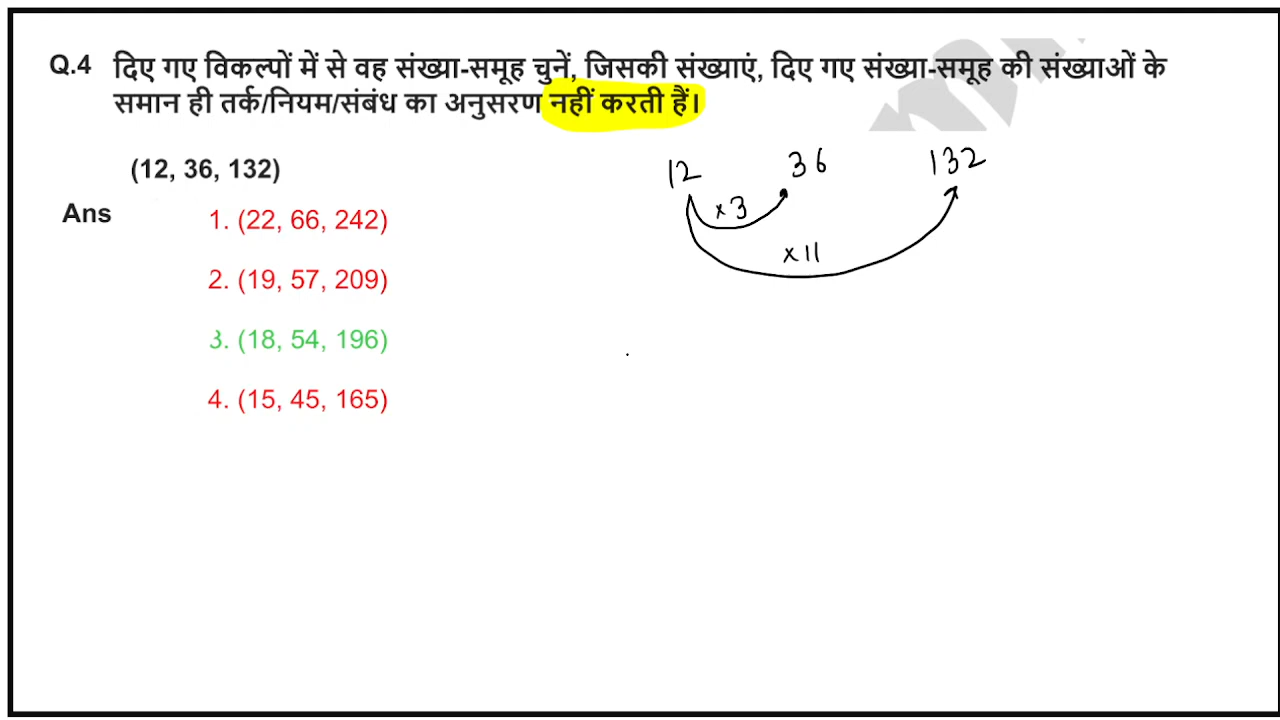 Q.4 दिए गए विकल्पों में से वह संख्या-समूह चुनें, जिसकी संख्याएं, दिए गए संख्या-समूह की संख्याओं के
समान ही तर्क/नियम/संबंध का अनुसरण नहीं करती हैं।
(12, 36, 132)
12 36 132
×3
×11
Ans 1. (22, 66, 242)
2. (19, 57, 209)
3. (18, 54, 196)
4. (15, 45, 165)